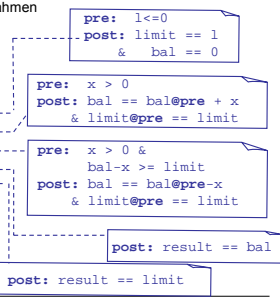 ahmen
pre: l<=0
post: limit == l
& bal == 0
pre: x > 0
post: bal == bal@pre + x
& limit@pre == limit
pre: x > 0 &
bal-x >= limit
post: bal == bal@pre-x
& limit@pre == limit
post: result == bal
post: result == limit